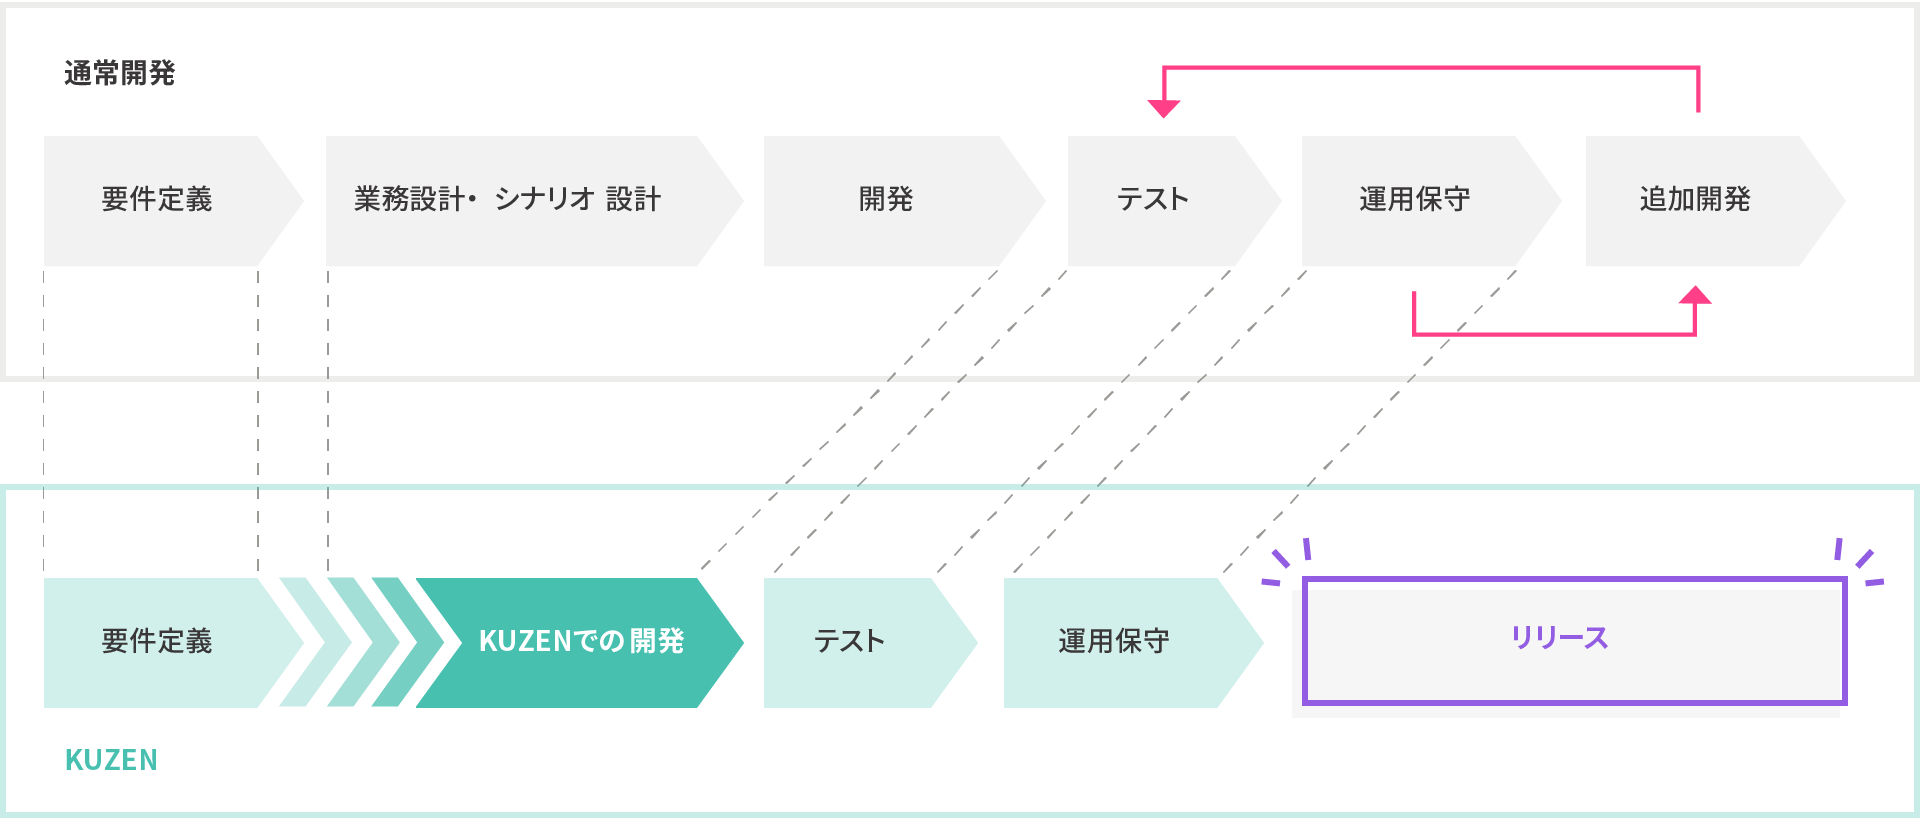 通常開発
要件定義
業務設計・ シナリオ 設計
開発
テスト
運用保守
追加開発
要件定義
KUZENでの開発
テスト
運用保守
リリース
KUZEN